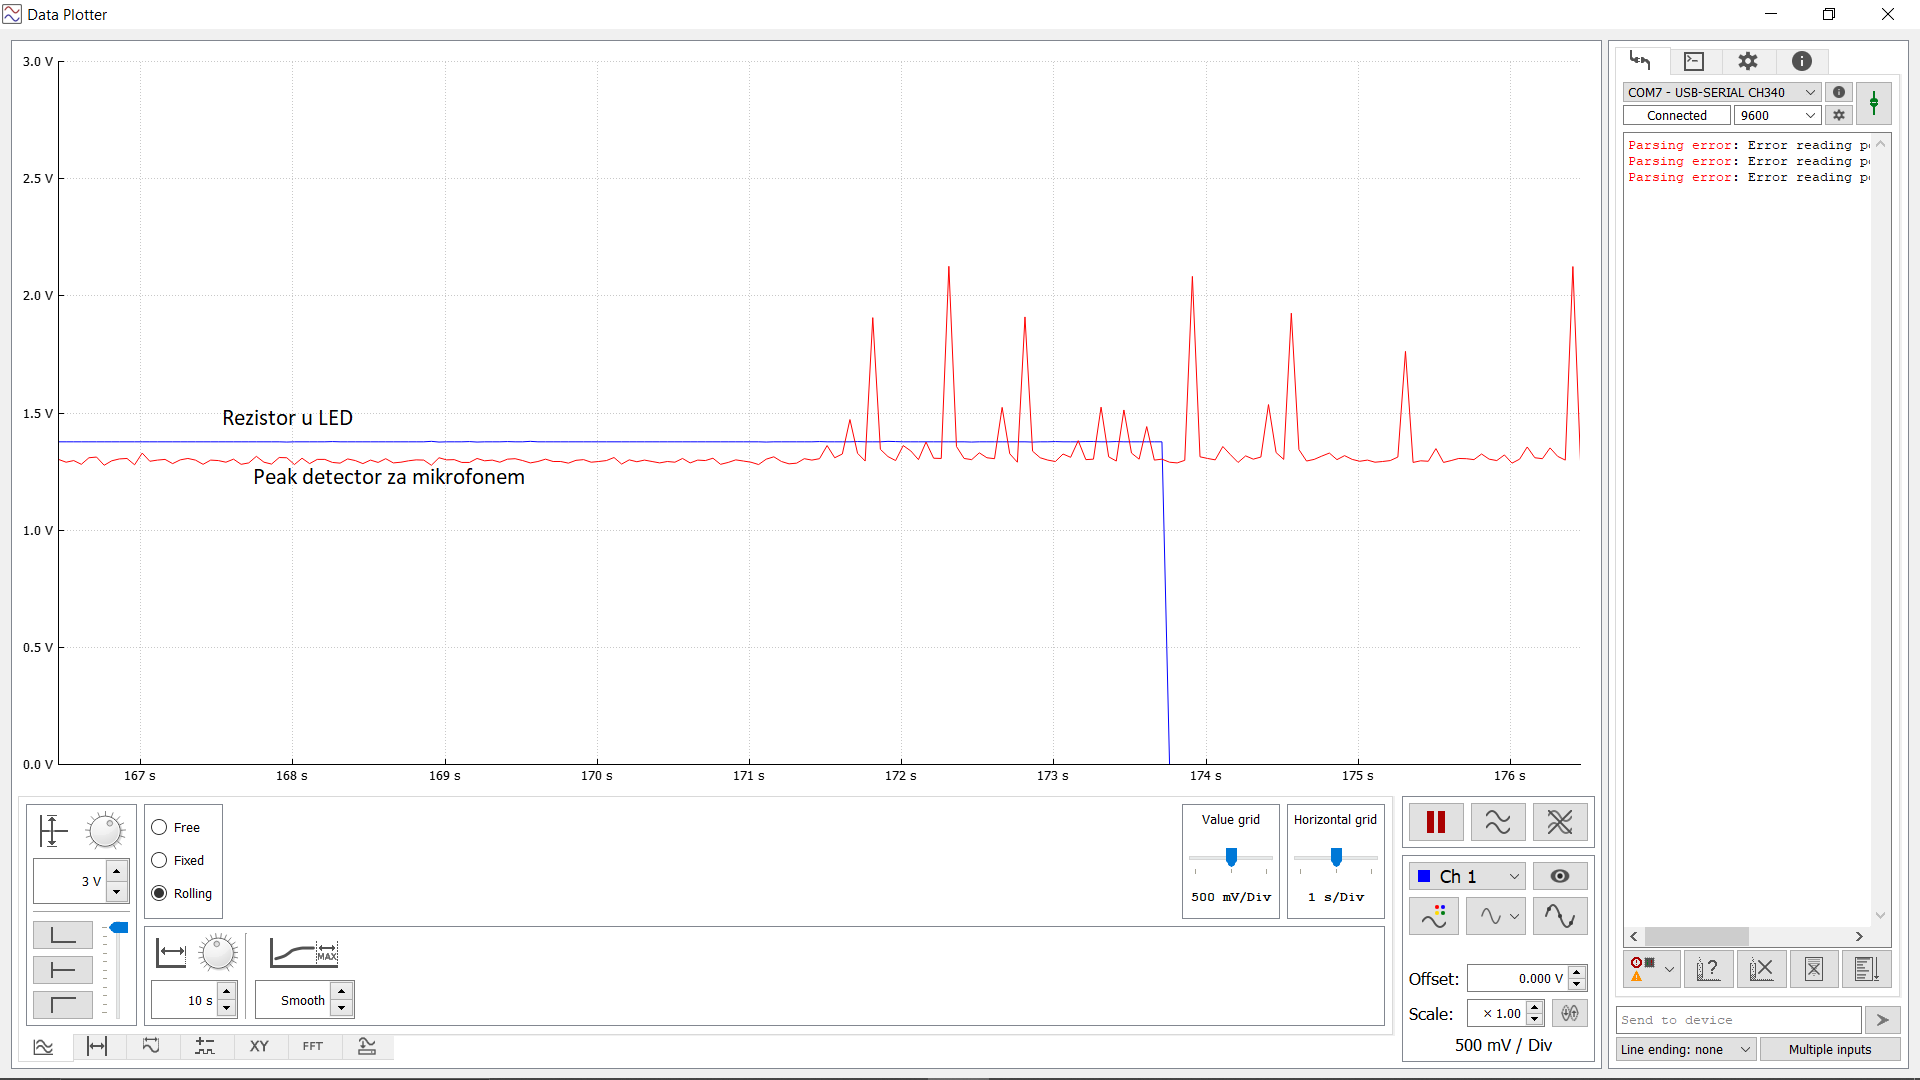 Data Plotter
3.0 V
2.5 V
2.0 V
1.5 V
1.0 V
0.5 V
0.0 V
Rezistor u LED
Peak detector za mikrofonem
167 s 168 s 169 s 170 s 171 s 172 s 173 s 174 s 175 s 176 s
3 V
Free
Fixed
Rolling
Value grid
500 mV/Div
Horizontal grid
1 s/Div
10 s
MAX
Smooth
XY
FFT
Ch 1
Offset: 0.000 V
Scale: × 1.00
500 mV / Div
COM7 - USB-SERIAL CH340
Connected 9600
Parsing error: Error reading
Parsing error: Error reading
Parsing error: Error reading
Send to device
Line ending: none Multiple inputs